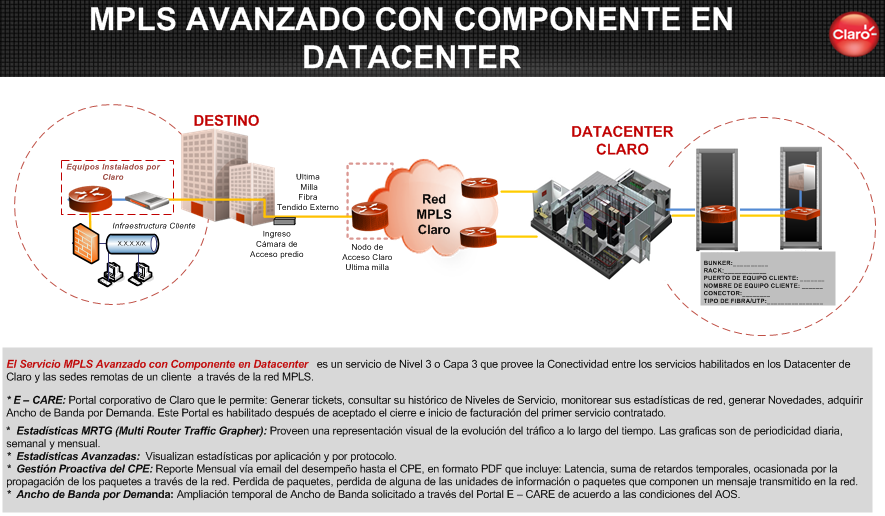 MPLS AVANZADO CON COMPONENTE EN
DATACENTER
Claro
DESTINO
DATACENTER
CLARO
Equipos Instalados por
Claro
Infraestructura Cliente
X.X.X.X/X
Ultima
Milla
Fibra
Tendido Externo
Ingreso
Cámara de
Acceso predio
Nodo de
Acceso Claro
Ultima milla
Red
MPLS
Claro
BUNKER:___________
RACK:_____________
PUERTO DE EQUIPO CLIENTE: ________
NOMBRE DE EQUIPO CLIENTE: ______
CONECTOR:________
TIPO DE FIBRA/UTP:________________
El Servicio MPLS Avanzado con Componente en Datacenter es un servicio de Nivel 3 o Capa 3 que provee la Conectividad entre los servicios habilitados en los Datacenter de
Claro y las sedes remotas de un cliente a través de la red MPLS.
* E – CARE: Portal corporativo de Claro que le permite: Generar tickets, consultar su histórico de Niveles de Servicio, monitorear sus estadísticas de red, generar Novedades, adquirir
Ancho de Banda por Demanda. Este Portal es habilitado después de aceptado el cierre e inicio de facturación del primer servicio contratado.
* Estadísticas MRTG (Multi Router Traffic Grapher): Proveen una representación visual de la evolución del tráfico a lo largo del tiempo. Las graficas son de periodicidad diaria,
semanal y mensual.
* Estadísticas Avanzadas: Visualizan estadísticas por aplicación y por protocolo.
* Gestión Proactiva del CPE: Reporte Mensual vía email del desempeño hasta el CPE, en formato PDF que incluye: Latencia, suma de retardos temporales, ocasionada por la
propagación de los paquetes a través de la red. Perdida de paquetes, perdida de alguna de las unidades de información o paquetes que componen un mensaje transmitido en la red.
* Ancho de Banda por Demanda: Ampliación temporal de Ancho de Banda solicitado a través del Portal E – CARE de acuerdo a las condiciones del AOS.